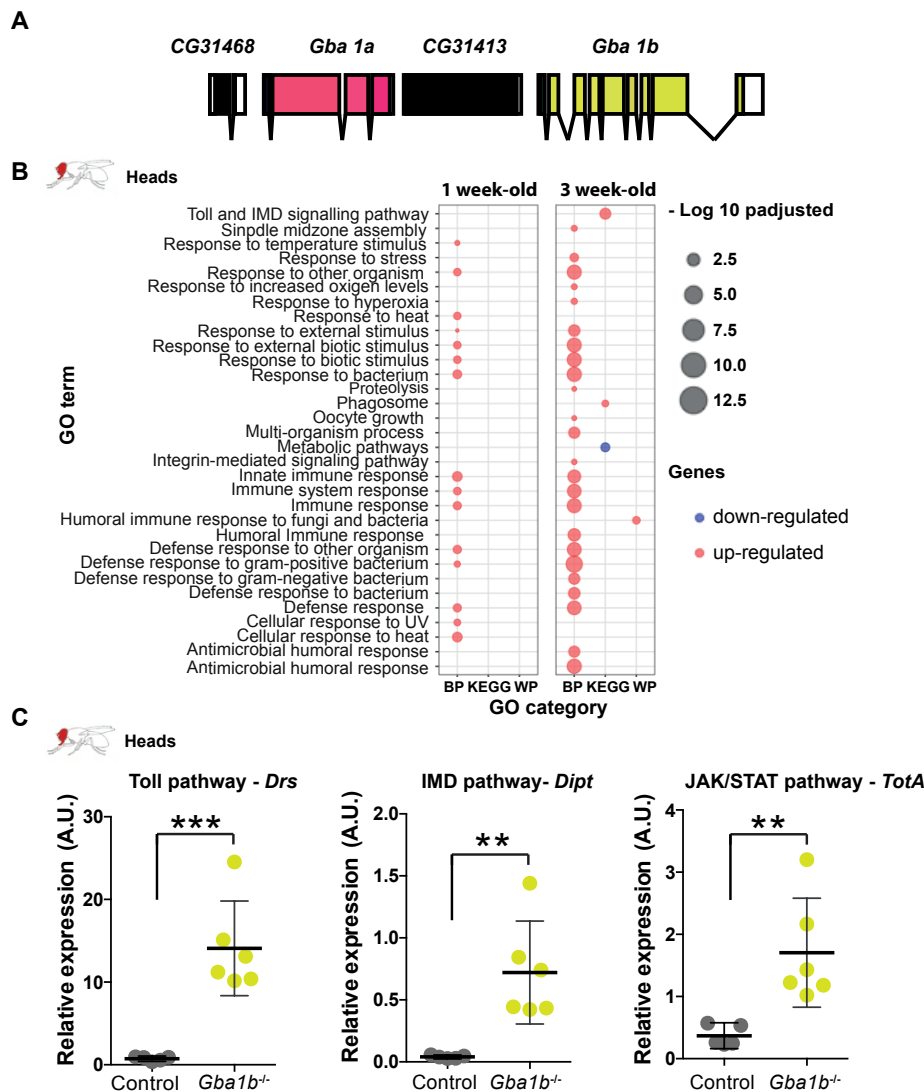 A
CG31468 Gba 1a CG31413 Gba 1b
B
Heads
1 week-old 3 week-old
GO term
Toll and IMD signalling pathway
Sinpdle midzone assembly
Response to temperature stimulus
Response to stress
Response to other organism
Response to increased oxigen levels
Response to hyperoxia
Response to heat
Response to external stimulus
Response to external biotic stimulus
Response to biotic stimulus
Response to bacterium
Proteolysis
Phagosome
Oocyte growth
Multi-organism process
Metabolic pathways
Integrin-mediated signaling pathway
Innate immune response
Immune system response
Immune response
Humoral immune response to fungi and bacteria
Humoral Immune response
Defense response to other organism
Defense response to gram-positive bacterium
Defense response to gram-negative bacterium
Defense response to bacterium
Defense response
Cellular response to UV
Cellular response to heat
Antimicrobial humoral response
Antimicrobial humoral response
BP KEGG WP BP KEGG WP
GO category
- Log 10 padjusted
2.5
5.0
7.5
10.0
12.5
Genes
down-regulated
up-regulated
C
Heads
Toll pathway - Drs
Relative expression (A.U.)
30
20
10
0
***
Control Gba1b-/-
IMD pathway- Dipt
Relative expression (A.U.)
2.0
1.5
1.0
0.5
0.0
**
Control Gba1b-/-
JAK/STAT pathway - TotA
Relative expression (A.U.)
4
3
2
1
0
**
Control Gba1b-/-